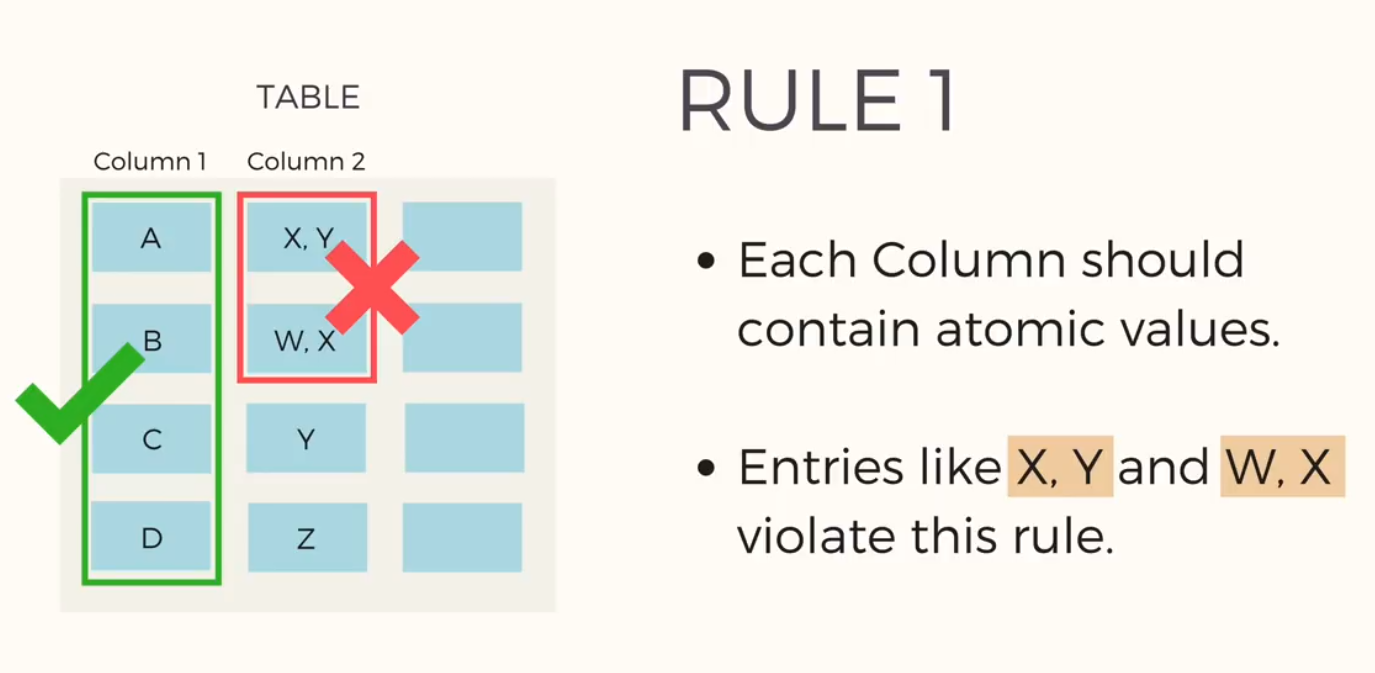 TABLE
Column 1 Column 2
A X, Y
B W, X
C Y
D Z
RULE 1
• Each Column should
contain atomic values.
• Entries like X, Y and W, X
violate this rule.